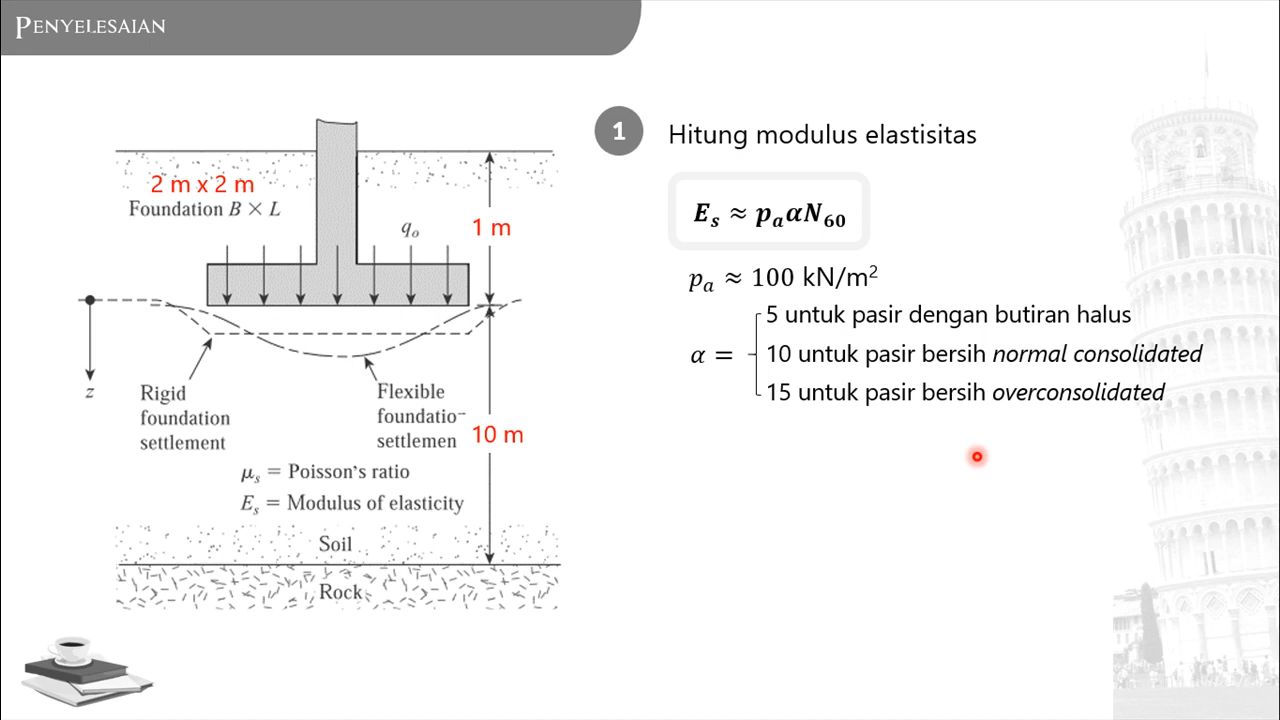 PENYELESAIAN
1
Hitung modulus elastisitas
E_s ≈ p_aαN_60
p_a ≈ 100 kN/m²
α =
5 untuk pasir dengan butiran halus
10 untuk pasir bersih normal consolidated
15 untuk pasir bersih overconsolidated
2 m x 2 m
Foundation B × L
q_o
1 m
z
Rigid
foundation
settlement
Flexible
foundatio
settlemen
10 m
μ_s = Poisson's ratio
E_s = Modulus of elasticity
Soil
Rock